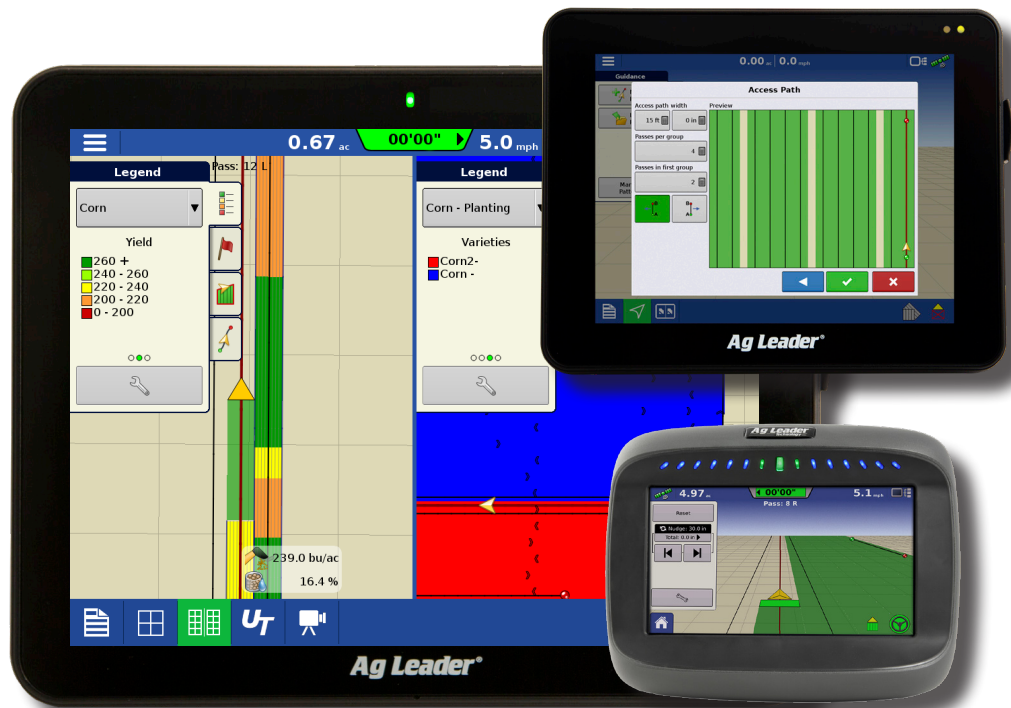 0.67 ac
00'00"
5.0 mph
Pass: 12 L
Legend
Corn
Yield
260 +
240 - 260
220 - 240
200 - 220
0 - 200
239.0 bu/ac
16.4 %
Legend
Corn - Planting
Varieties
Corn2-
Corn -
UT
Ag Leader®
0.00 ac 0.0 mph
Guidance
Access Path
Access path width
15 ft 0 in
Preview
Passes per group
4
Passes in first group
2
Ag Leader®
Ag Leader
Technology
4.97 ac
00'00"
5.1 mph
Pass: 8 R
Reset
Nudge: 30.0 in
Total: 0.0 in